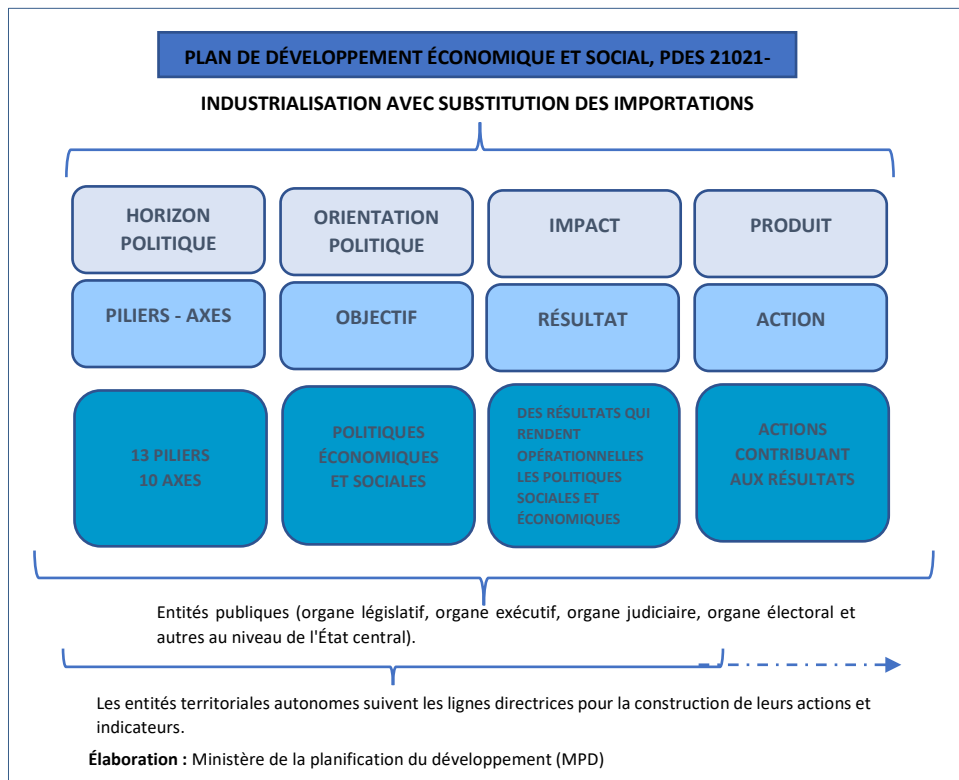 PLAN DE DÉVELOPPEMENT ÉCONOMIQUE ET SOCIAL, PDES 21021-
INDUSTRIALISATION AVEC SUBSTITUTION DES IMPORTATIONS
HORIZON
POLITIQUE
ORIENTATION
POLITIQUE
IMPACT
PRODUIT
PILIERS - AXES
OBJECTIF
RÉSULTAT
ACTION
13 PILIERS
10 AXES
POLITIQUES
ÉCONOMIQUES
ET SOCIALES
DES RÉSULTATS QUI
RENDENT
OPÉRATIONNELLES
LES POLITIQUES
SOCIALES ET
ÉCONOMIQUES
ACTIONS
CONTRIBUANT
AUX RÉSULTATS
Entités publiques (organe législatif, organe exécutif, organe judiciaire, organe électoral et
autres au niveau de l'État central).
Les entités territoriales autonomes suivent les lignes directrices pour la construction de leurs actions et
indicateurs.
Élaboration : Ministère de la planification du développement (MPD)